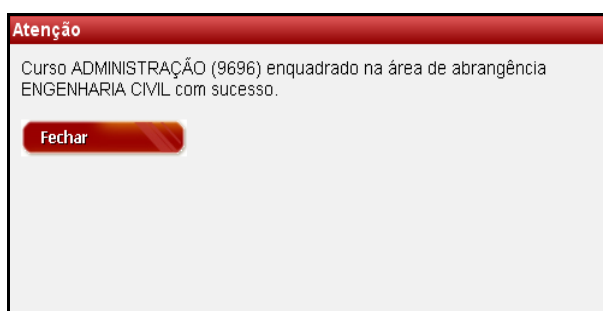 Atenção
Curso ADMINISTRAÇÃO (9696) enquadrado na área de abrangência
ENGENHARIA CIVIL com sucesso.
Fechar